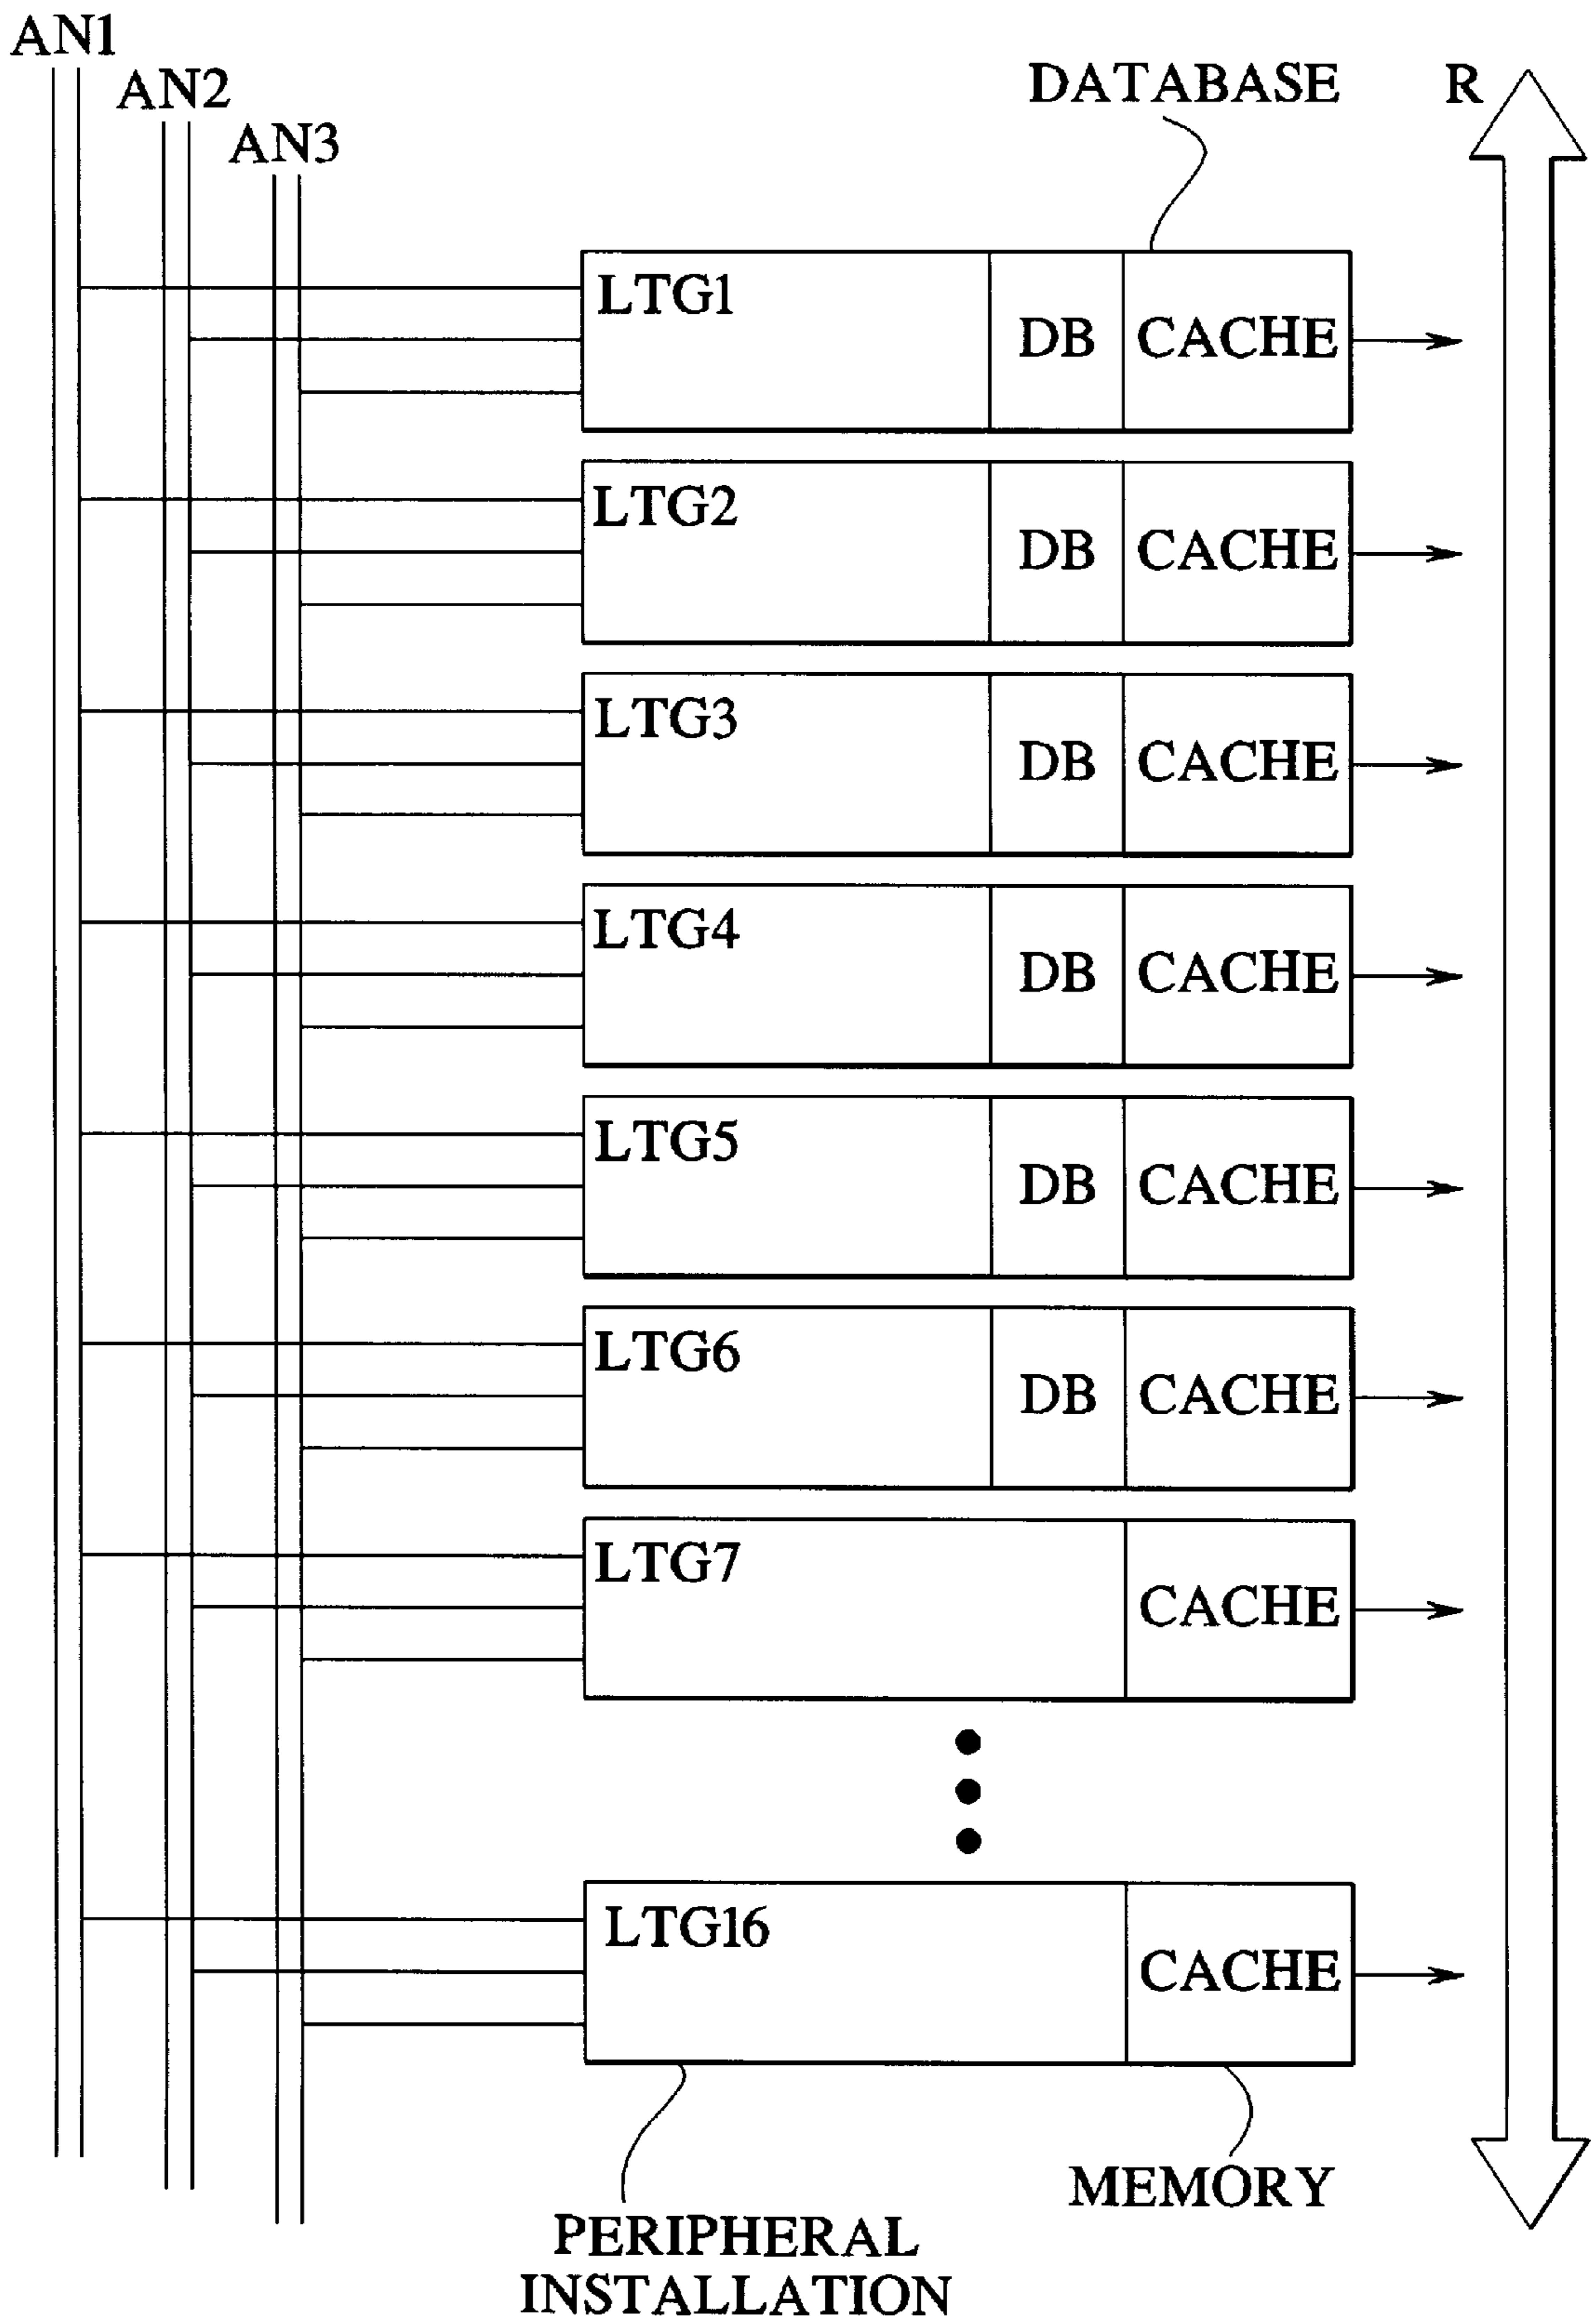 AN1
AN2
AN3
DATABASE
R
LTG1
DB
CACHE
LTG2
DB
CACHE
LTG3
DB
CACHE
LTG4
DB
CACHE
LTG5
DB
CACHE
LTG6
DB
CACHE
LTG7
CACHE
LTG16
CACHE
MEMORY
PERIPHERAL
INSTALLATION